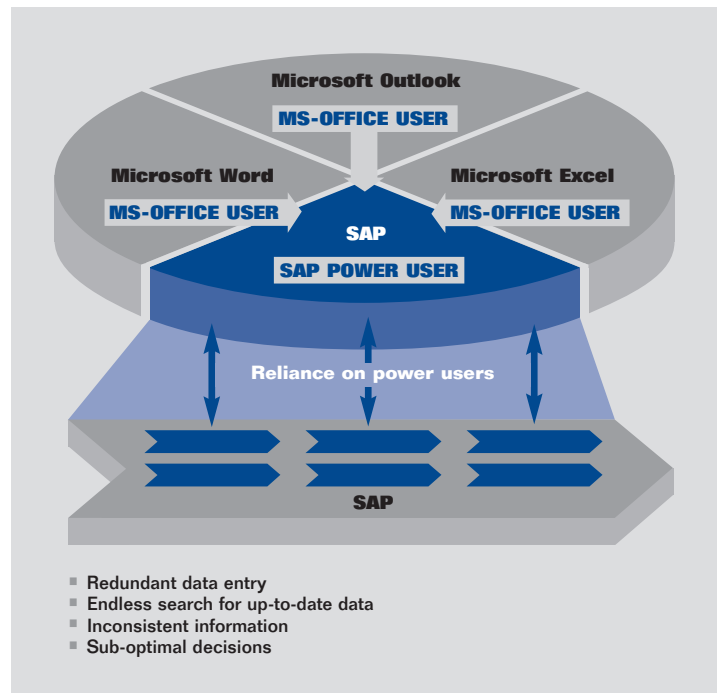 Microsoft Outlook
MS-OFFICE USER
Microsoft Word
MS-OFFICE USER
Microsoft Excel
MS-OFFICE USER
SAP
SAP POWER USER
Reliance on power users
SAP
Redundant data entry
Endless search for up-to-date data
Inconsistent information
Sub-optimal decisions